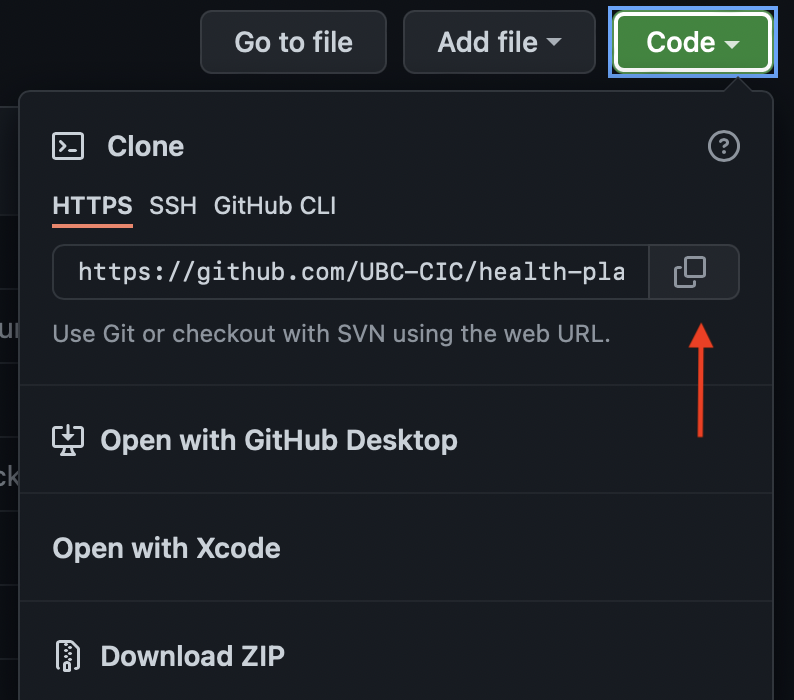 Go to file Add file Code
Clone
HTTPS SSH GitHub CLI
https://github.com/UBC-CIC/health-pla
Use Git or checkout with SVN using the web URL.
Open with GitHub Desktop
Open with Xcode
Download ZIP